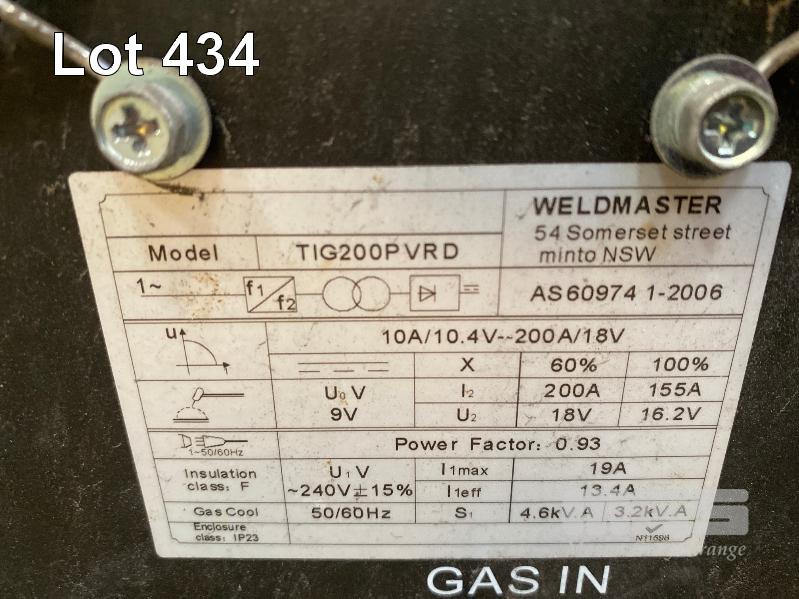 Lot 434
WELDMASTER
54 Somerset street
minto NSW
Model TIG200PVRD
1~ f1/f2 AS60974 1-2006
U 10A/10.4V--200A/18V
X 60% 100%
U₀ V I₂ 200A 155A
9V U₂ 18V 16.2V
1~50/60Hz Power Factor: 0.93
Insulation class: F U₁ V I1max 19A
~240V±15% I1eff 13.4A
Gas Cool 50/60Hz S₁ 4.6kV.A 3.2kV.A
Enclosure
class: IP23
GAS IN